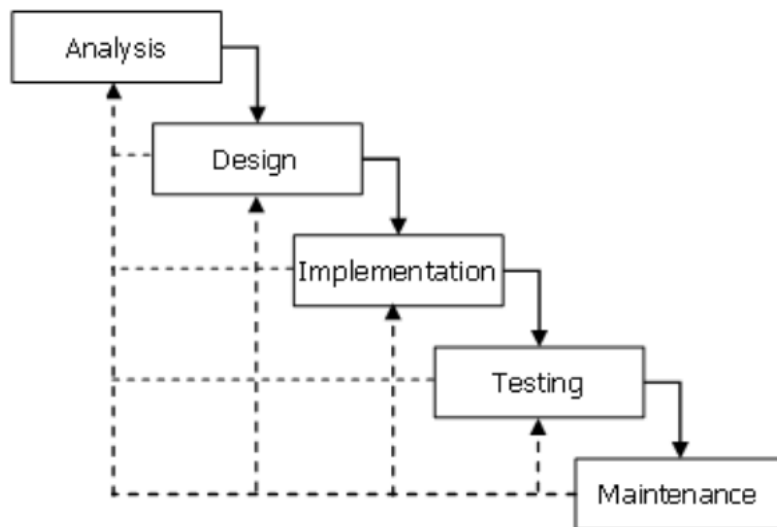 Analysis
Design
Implementation
Testing
Maintenance